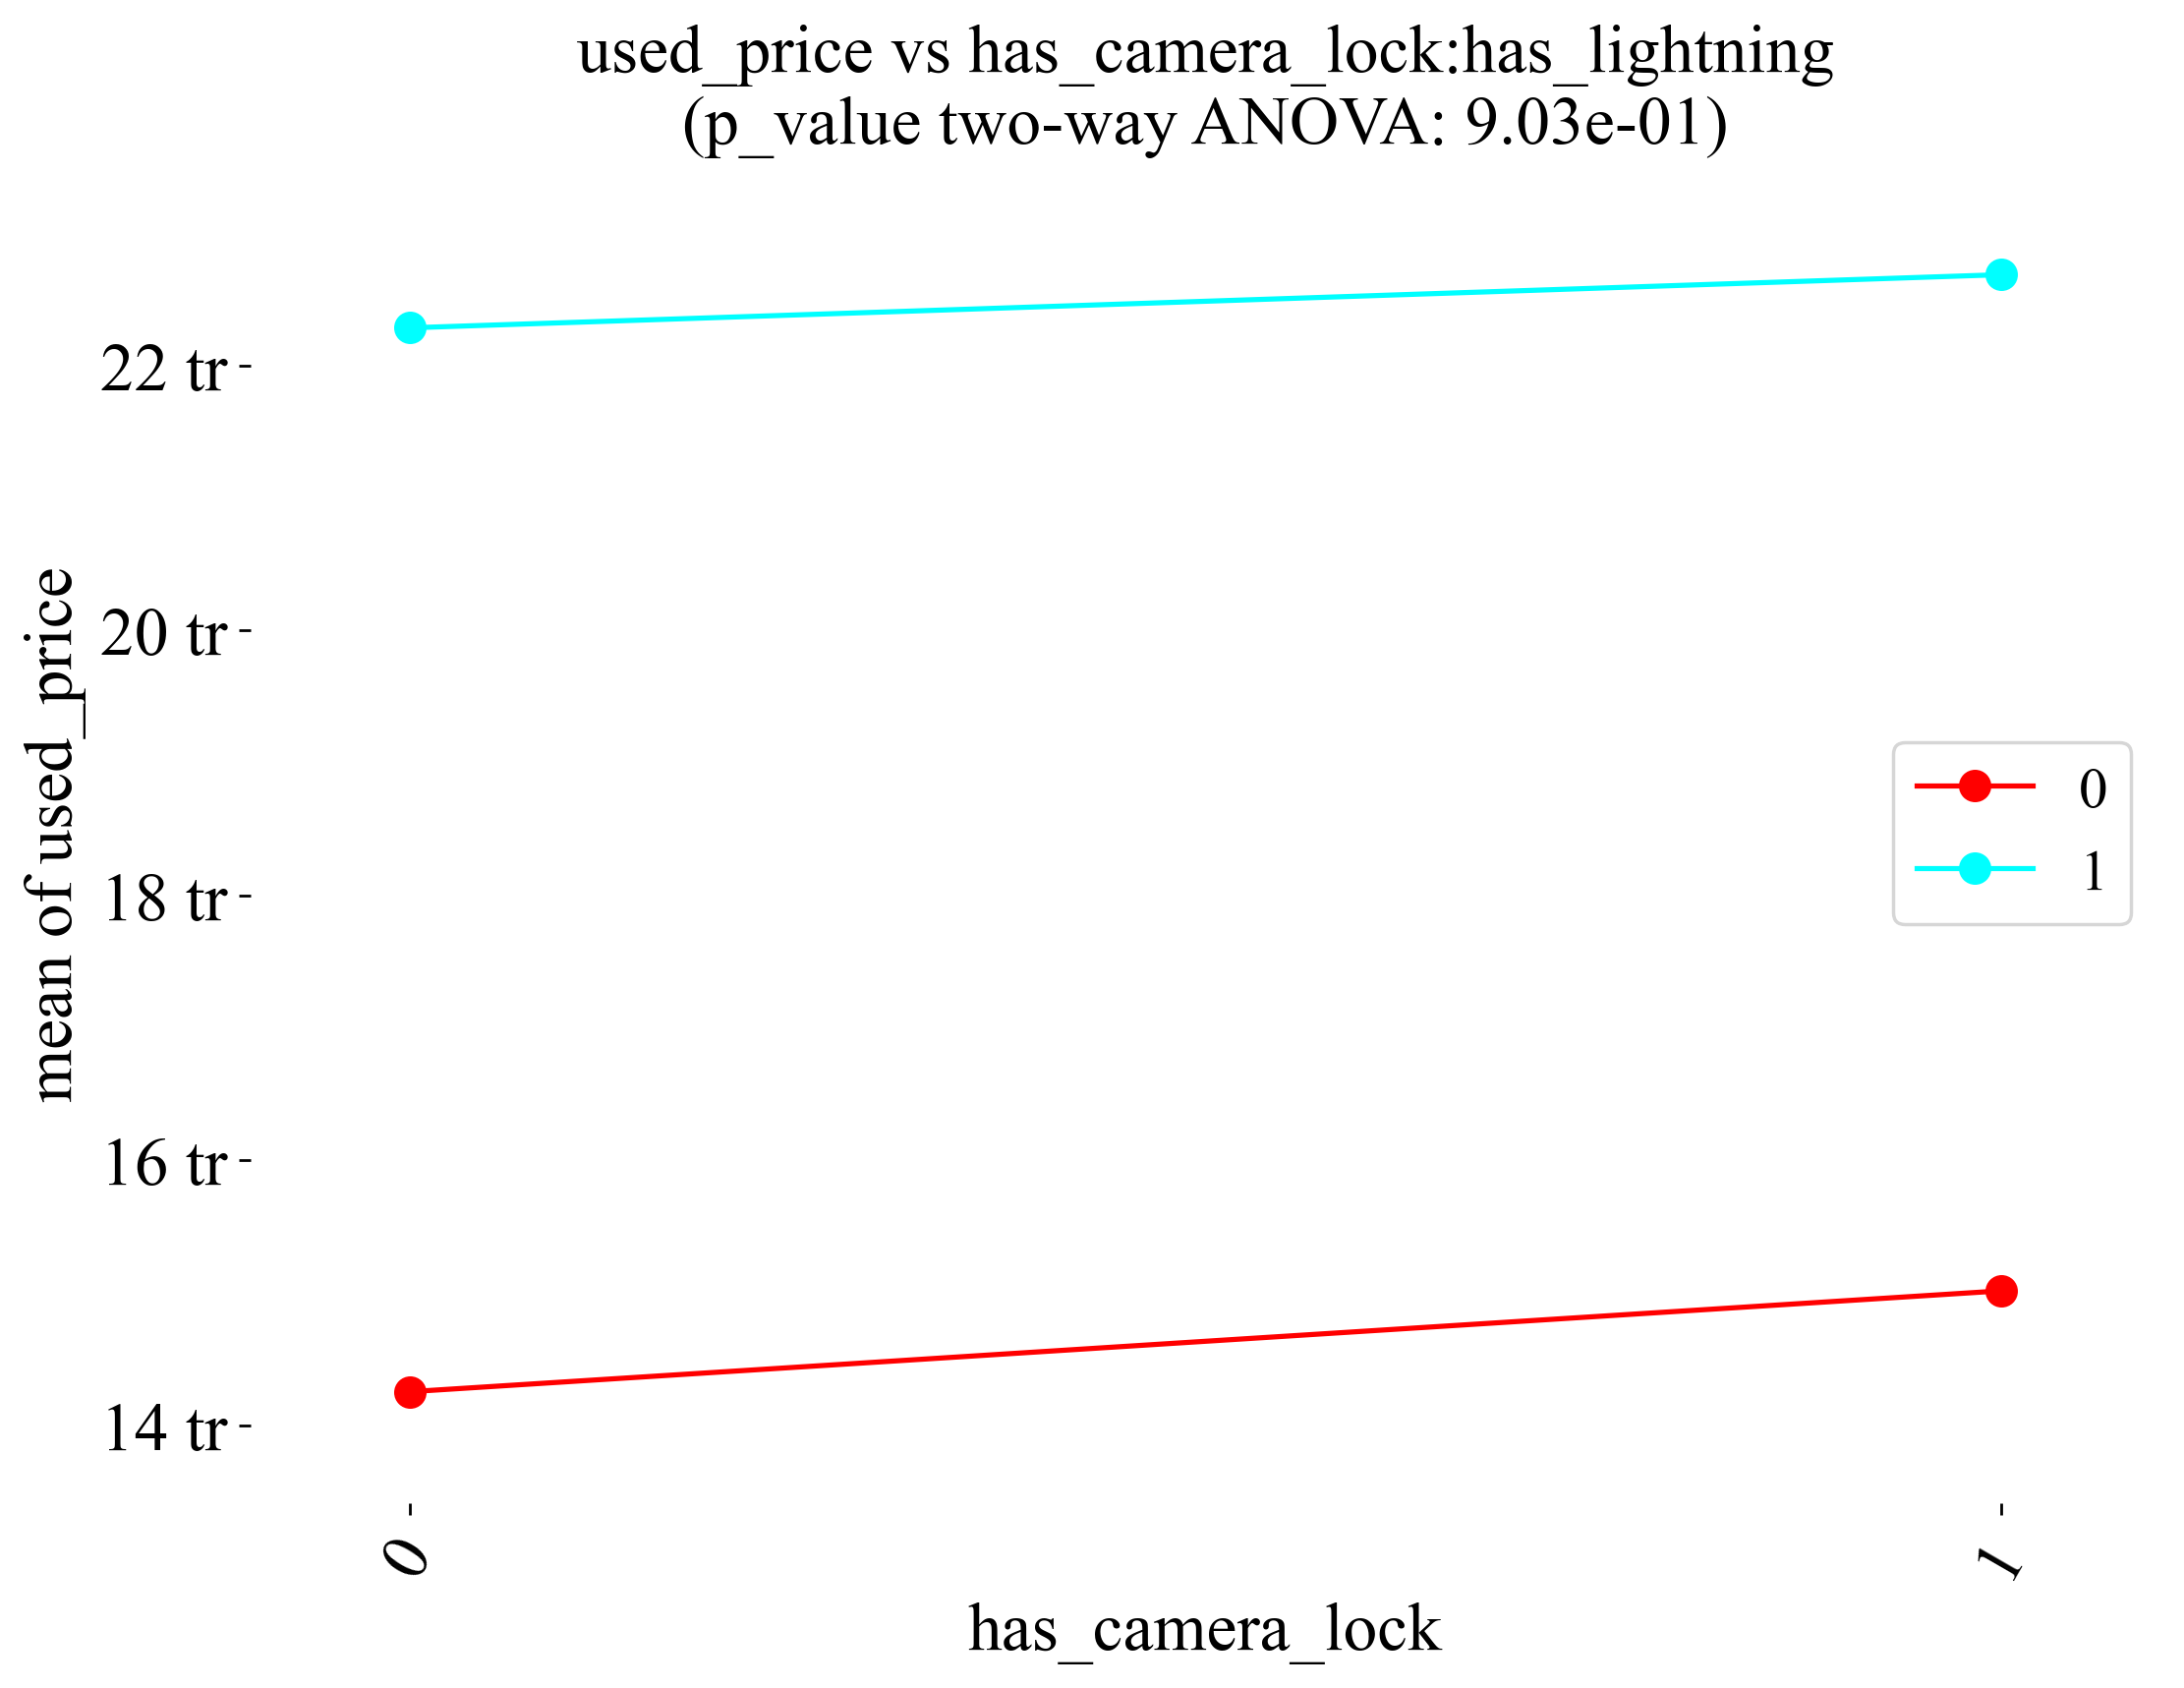 used_price vs has_camera_lock:has_lightning
(p_value two-way ANOVA: 9.03e-01)
22 tr
20 tr
18 tr
16 tr
14 tr
mean of used_price
0
1
0
1
has_camera_lock